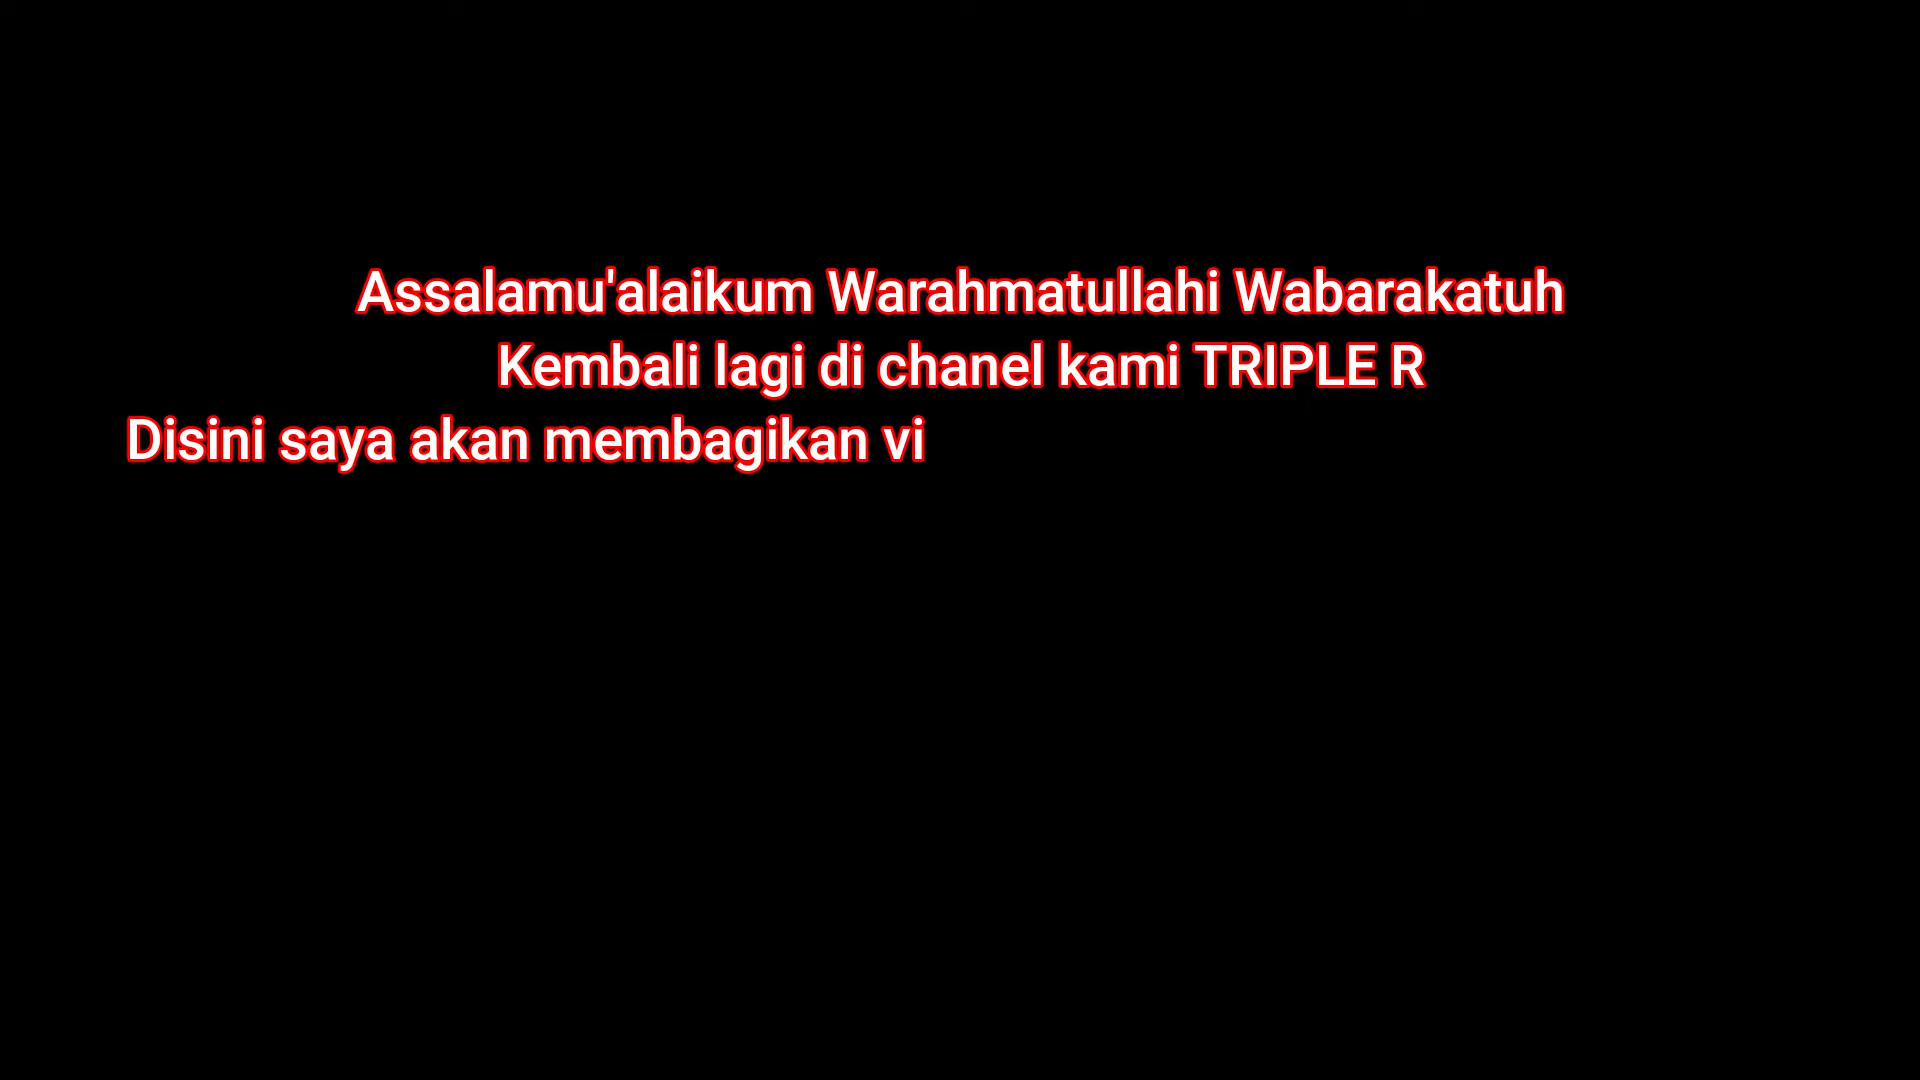 Assalamu'alaikum Warahmatullahi Wabarakatuh
Kembali lagi di chanel kami TRIPLE R
Disini saya akan membagikan vi